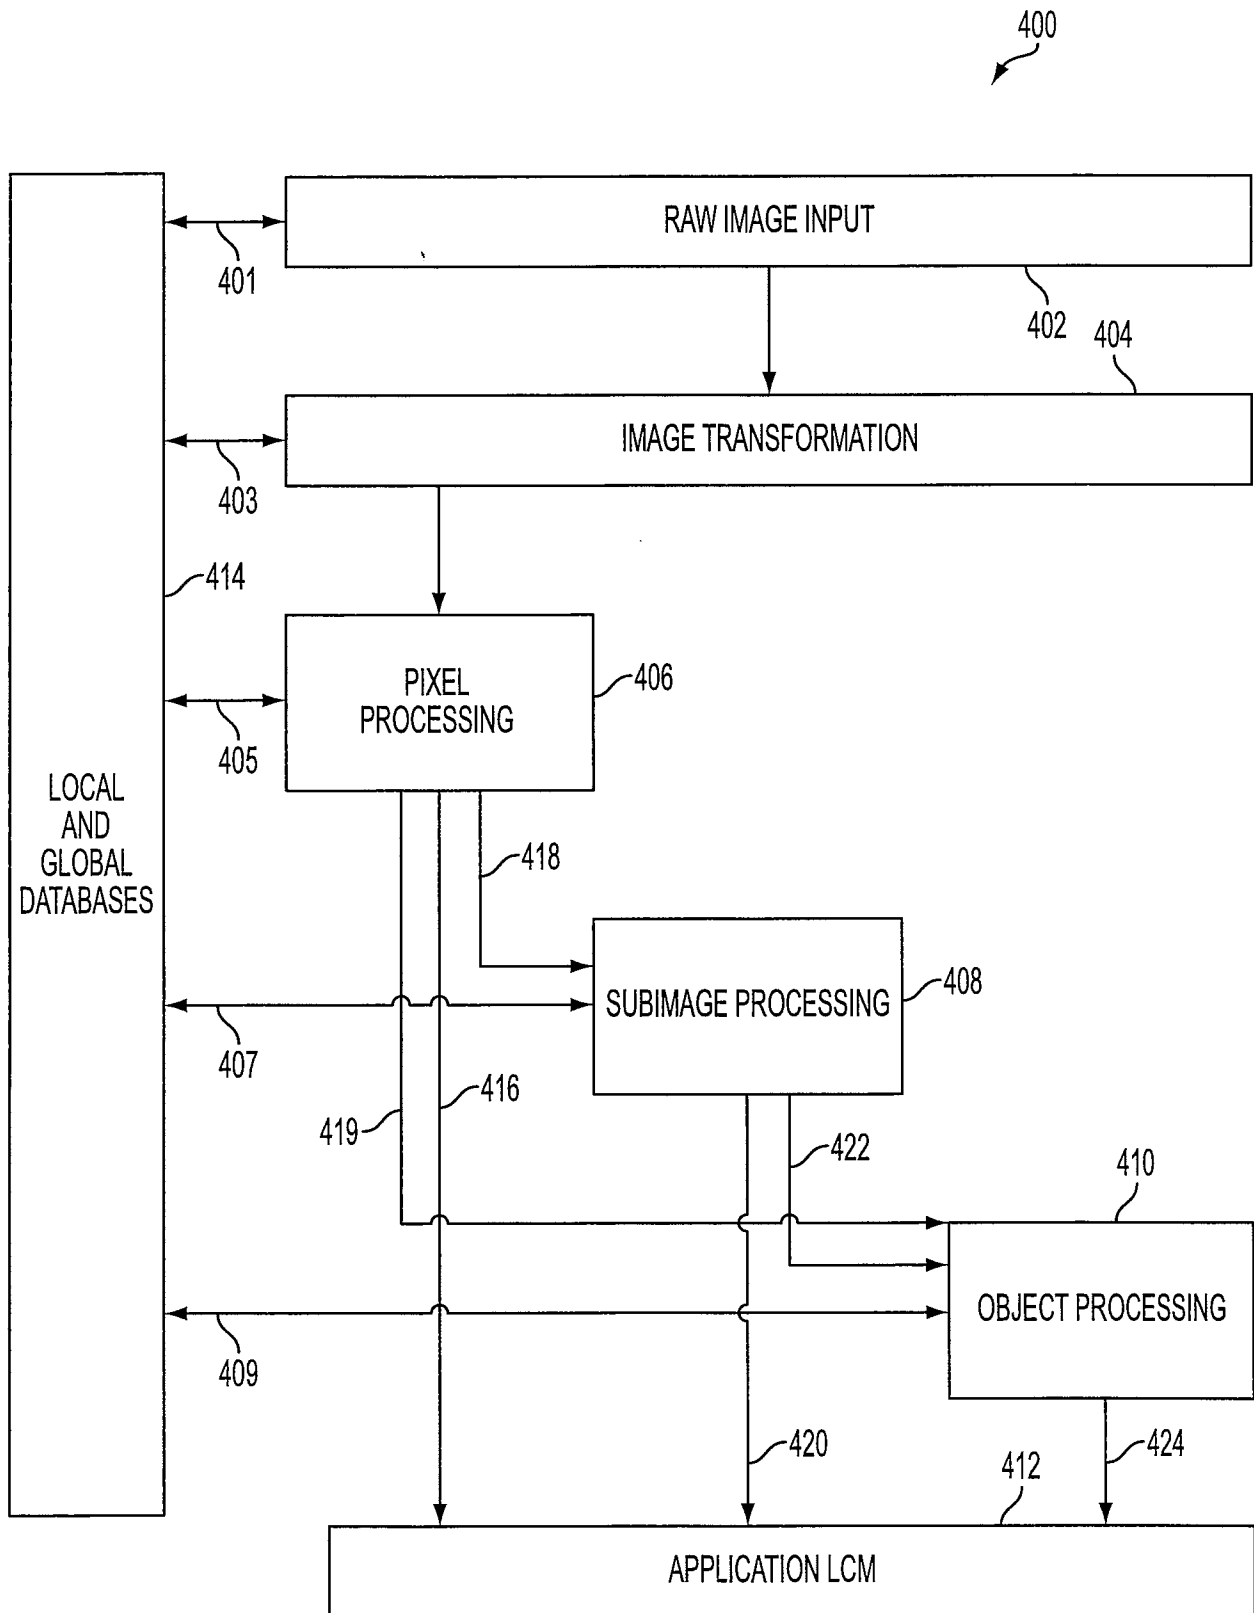 400
RAW IMAGE INPUT
401
402
404
IMAGE TRANSFORMATION
403
414
PIXEL
PROCESSING
406
405
LOCAL
AND
GLOBAL
DATABASES
418
SUBIMAGE PROCESSING
408
407
416
419
422
410
OBJECT PROCESSING
409
420
424
412
APPLICATION LCM